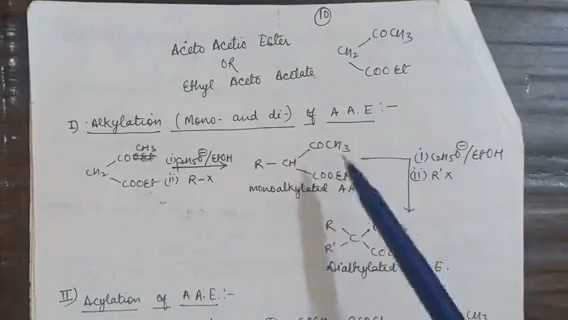 10
Aceto Acetic Ester
OR
Ethyl Aceto Acetate
CH2
COCH3
COOEt
I) Alkylation (Mono- and di-) of A.A.E:-
CH2
CH3
COOEt
(i) C2H5O⊖/EtOH
(ii) R-X
R-CH
COCH3
COOEt
monoalkylated
(i) C2H5O⊖/EtOH
(ii) R'X
R
R'
C
Dialkylated
E.
II) Acylation of A.A.E:-